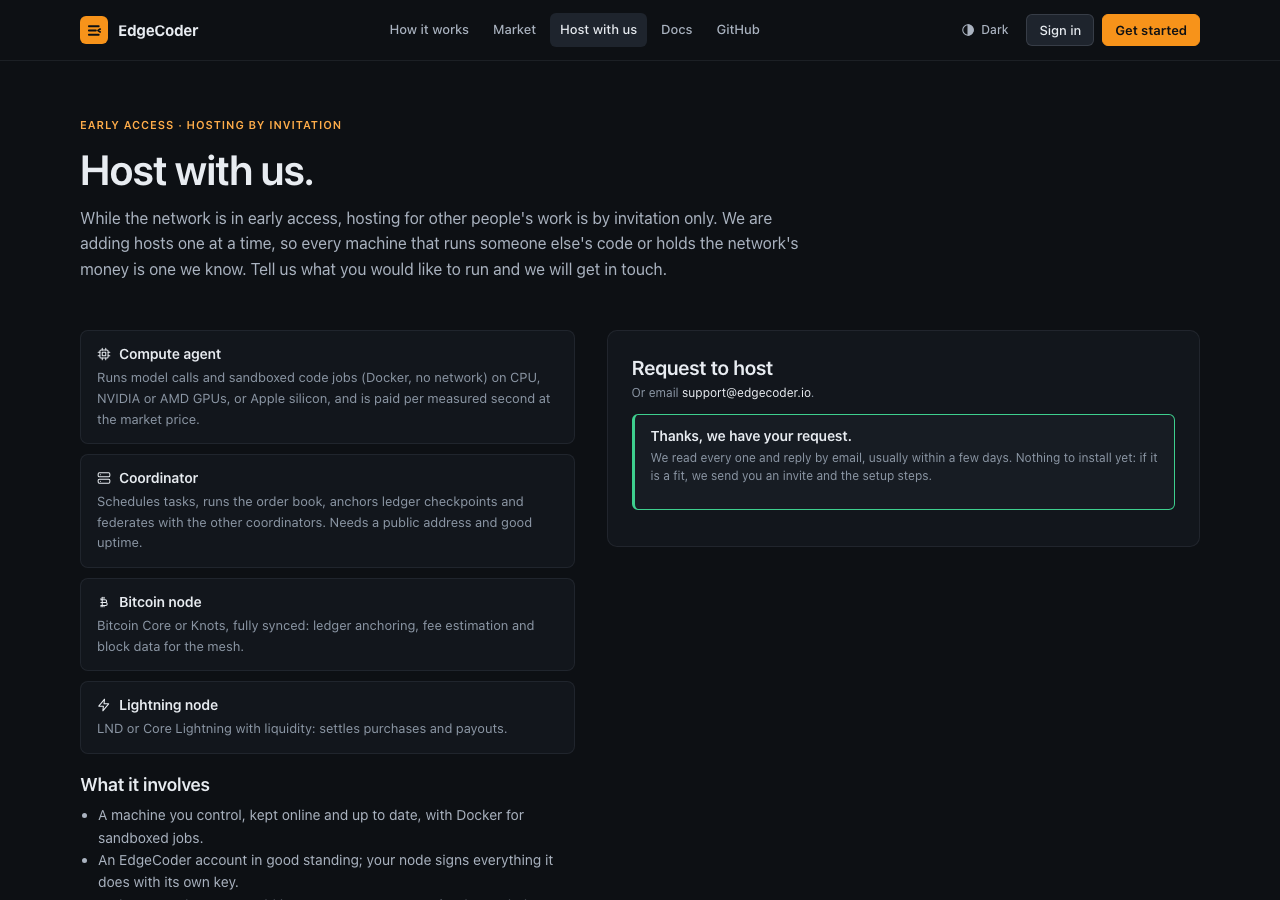 EdgeCoder
How it works
Market
Host with us
Docs
GitHub
Dark
Sign in
Get started
EARLY ACCESS · HOSTING BY INVITATION
Host with us.
While the network is in early access, hosting for other people's work is by invitation only. We are
adding hosts one at a time, so every machine that runs someone else's code or holds the network's
money is one we know. Tell us what you would like to run and we will get in touch.
Compute agent
Runs model calls and sandboxed code jobs (Docker, no network) on CPU,
NVIDIA or AMD GPUs, or Apple silicon, and is paid per measured second at
the market price.
Coordinator
Schedules tasks, runs the order book, anchors ledger checkpoints and
federates with the other coordinators. Needs a public address and good
uptime.
Bitcoin node
Bitcoin Core or Knots, fully synced: ledger anchoring, fee estimation and
block data for the mesh.
Lightning node
LND or Core Lightning with liquidity: settles purchases and payouts.
What it involves
• A machine you control, kept online and up to date, with Docker for
sandboxed jobs.
• An EdgeCoder account in good standing; your node signs everything it
does with its own key.
Request to host
Or email support@edgecoder.io.
Thanks, we have your request.
We read every one and reply by email, usually within a few days. Nothing to install yet: if it
is a fit, we send you an invite and the setup steps.